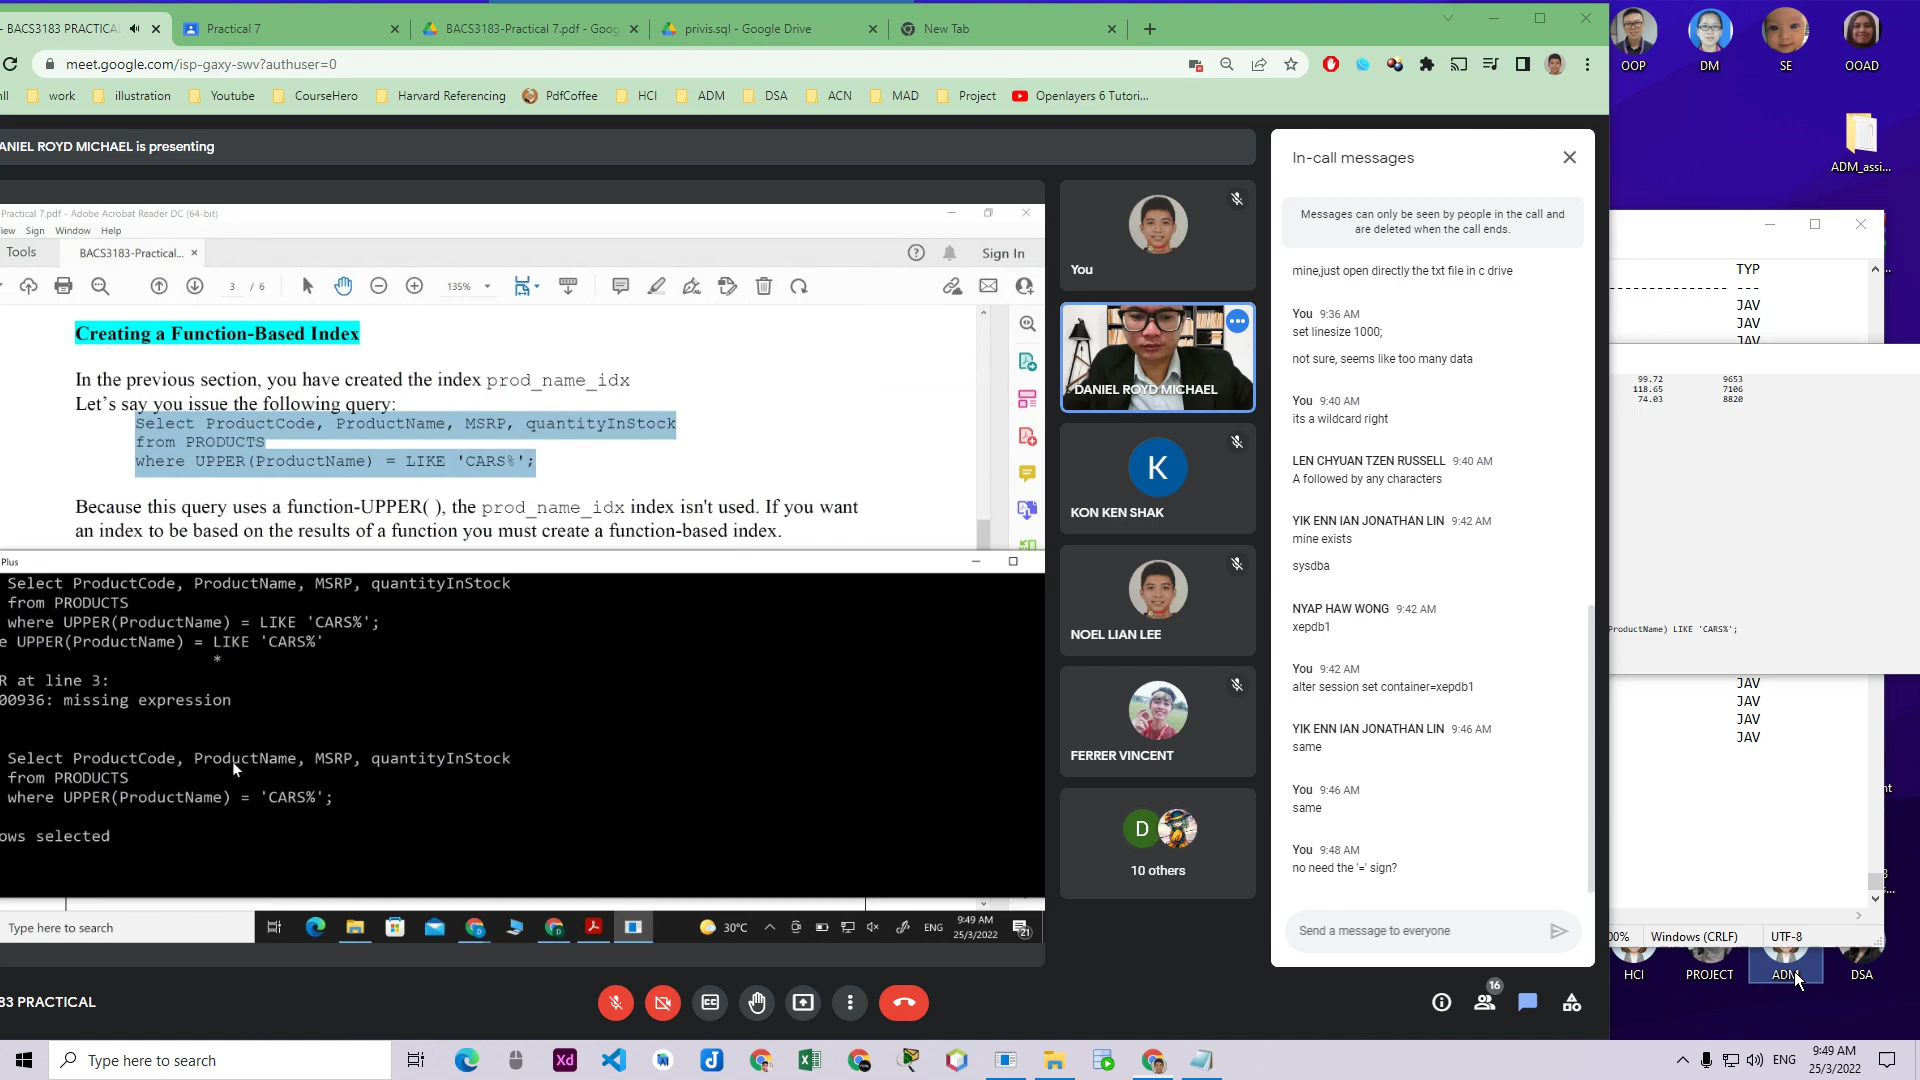 - BACS3183 PRACTICAL
Practical 7
BACS3183-Practical 7.pdf - Goog
privis.sql - Google Drive
New Tab
meet.google.com/isp-gaxy-swv?authuser=0
work
illustration
Youtube
CourseHero
Harvard Referencing
PdfCoffee
HCI
ADM
DSA
ACN
MAD
Project
Openlayers 6 Tutori...
ANIEL ROYD MICHAEL is presenting
Practical 7.pdf - Adobe Acrobat Reader DC (64-bit)
iew Sign Window Help
Tools
BACS3183-Practical...
Sign In
3 / 6
135%
Creating a Function-Based Index
In the previous section, you have created the index prod_name_idx
Let's say you issue the following query:
Select ProductCode, ProductName, MSRP, quantityInStock
from PRODUCTS
where UPPER(ProductName) = LIKE 'CARS%';
Because this query uses a function-UPPER( ), the prod_name_idx index isn't used. If you want
an index to be based on the results of a function you must create a function-based index.
Plus
Select ProductCode, ProductName, MSRP, quantityInStock
from PRODUCTS
where UPPER(ProductName) = LIKE 'CARS%';
e UPPER(ProductName) = LIKE 'CARS%'
*
R at line 3:
00936: missing expression
Select ProductCode, ProductName, MSRP, quantityInStock
from PRODUCTS
where UPPER(ProductName) = 'CARS%';
ows selected
Type here to search
30°C
ENG
9:49 AM
25/3/2022
21
83 PRACTICAL
You
DANIEL ROYD MICHAEL
K
KON KEN SHAK
NOEL LIAN LEE
FERRER VINCENT
D
10 others
In-call messages
Messages can only be seen by people in the call and
are deleted when the call ends.
mine,just open directly the txt file in c drive
You 9:36 AM
set linesize 1000;
not sure, seems like too many data
You 9:40 AM
its a wildcard right
LEN CHYUAN TZEN RUSSELL 9:40 AM
A followed by any characters
YIK ENN IAN JONATHAN LIN 9:42 AM
mine exists
sysdba
NYAP HAW WONG 9:42 AM
xepdb1
You 9:42 AM
alter session set container=xepdb1
YIK ENN IAN JONATHAN LIN 9:46 AM
same
You 9:46 AM
same
You 9:48 AM
no need the '=' sign?
Send a message to everyone
16
OOP
DM
SE
OOAD
ADM_assi...
TYP
--------------- ---
JAV
JAV
JAV
99.72 9653
118.65 7106
74.03 8820
ProductName) LIKE 'CARS%';
JAV
JAV
JAV
JAV
00%
Windows (CRLF)
UTF-8
HCI
PROJECT
ADM
DSA
Type here to search
Xd
ENG
9:49 AM
25/3/2022